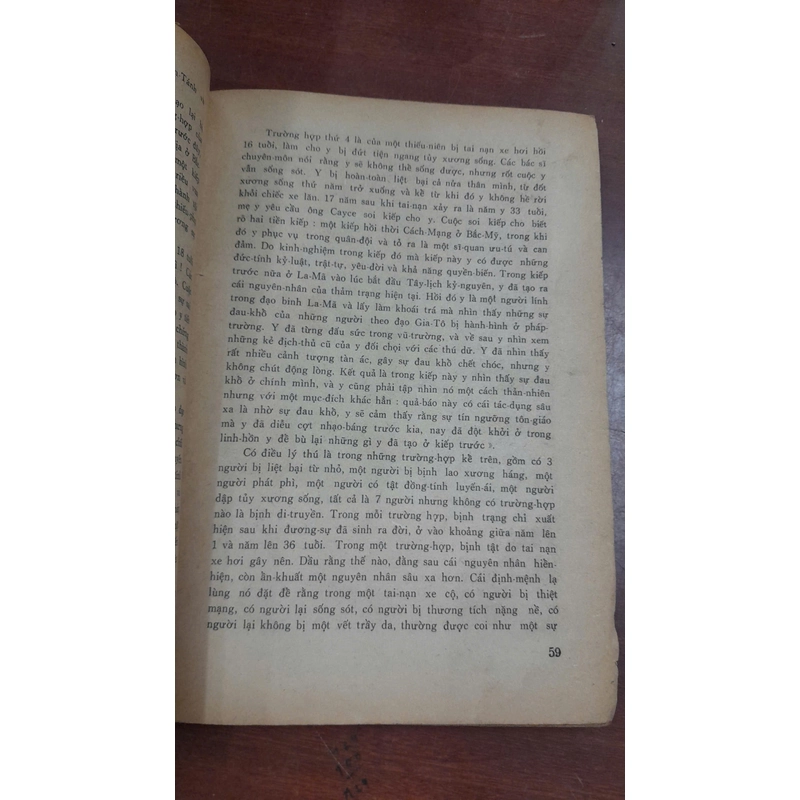 Trường hợp thứ 4 là của một thiếu-niên bị tai nạn xe hơi hồi
16 tuổi, làm cho y bị đứt tiện ngang tủy xương sống. Các bác sĩ
chuyên-môn nói rằng y sẽ không thể sống được, nhưng rốt cuộc y
vẫn sống sót. Y bị hoàn-toàn liệt bại cả nửa thân mình, từ đốt
xương sống thứ năm trở xuống và kể từ khi đó y không hề rời
khỏi chiếc xe lăn. 17 năm sau khi tai-nạn xảy ra là năm y 33 tuổi,
mẹ y yêu cầu ông Cayce soi kiếp cho y. Cuộc soi kiếp cho biết
rõ hai tiền kiếp : một kiếp hồi thời Cách-Mạng ở Bắc-Mỹ, trong khi
đó y phục vụ trong quân-đội và tỏ ra là một sĩ-quan ưu-tú và can
đảm. Do kinh-nghiệm trong kiếp đó mà kiếp này y có được những
đức-tính kỷ-luật, trật-tự, yêu-đời và khả năng quyền-biến. Trong kiếp
trước nữa ở La-Mã vào lúc bắt đầu Tây-lịch kỷ-nguyên, y đã tạo ra
cái nguyên-nhân của thảm trạng hiện tại. Hồi đó y là một người lính
trong đạo binh La-Mã và lấy làm khoái trá mà nhìn thấy những sự
đau-khổ của những người theo đạo Gia-Tô bị hành-hình ở pháp-
trường. Y đã từng đấu sức trong vũ-trường, và về sau y nhìn xem
những kẻ địch-thủ cũ của y đối chọi với các thú dữ. Y đã nhìn thấy
rất nhiều cảnh tượng tàn ác, gây sự đau khổ chết chóc, nhưng y
không chút động lòng. Kết quả là trong kiếp này y nhìn thấy sự đau
khổ ở chính mình, và y cũng phải tập nhìn nó một cách thản-nhiên
nhưng với một mục-đích khác hẳn : quả-báo này có cái tác-dụng sâu
xa là nhờ sự đau khổ, y sẽ cảm thấy rằng sự tín ngưỡng tôn-giáo
mà y đã diễu cợt nhạo-báng trước kia, nay đã đột khởi ở trong
linh-hồn y để bù lại những gì y đã tạo ở kiếp trước ».
Có điều lý thú là trong những trường-hợp kể trên, gồm có 3
người bị liệt bại từ nhỏ, một người bị bịnh lao xương háng, một
người phát phì, một người có tật đồng-tính luyến-ái, một người
dập tủy xương sống, tất cả là 7 người nhưng không có trường-hợp
nào là bịnh di-truyền. Trong mỗi trường hợp, bịnh trạng chỉ xuất
hiện sau khi đương-sự đã sinh ra đời, ở vào khoảng giữa năm lên
1 và năm lên 36 tuổi. Trong một trường-hợp, bịnh tật do tai nạn
xe hơi gây nên. Dầu rằng thế nào, đằng sau cái nguyên nhân hiển-
hiện, còn ẩn-khuất một nguyên nhân sâu xa hơn. Cái định-mệnh lạ
lùng nó đặt để rằng trong một tai-nạn xe cộ, có người bị thiệt
mạng, có người lại sống sót, có người bị thương tích nặng nề, có
người lại không bị một vết trầy da, thường được coi như một sự
59